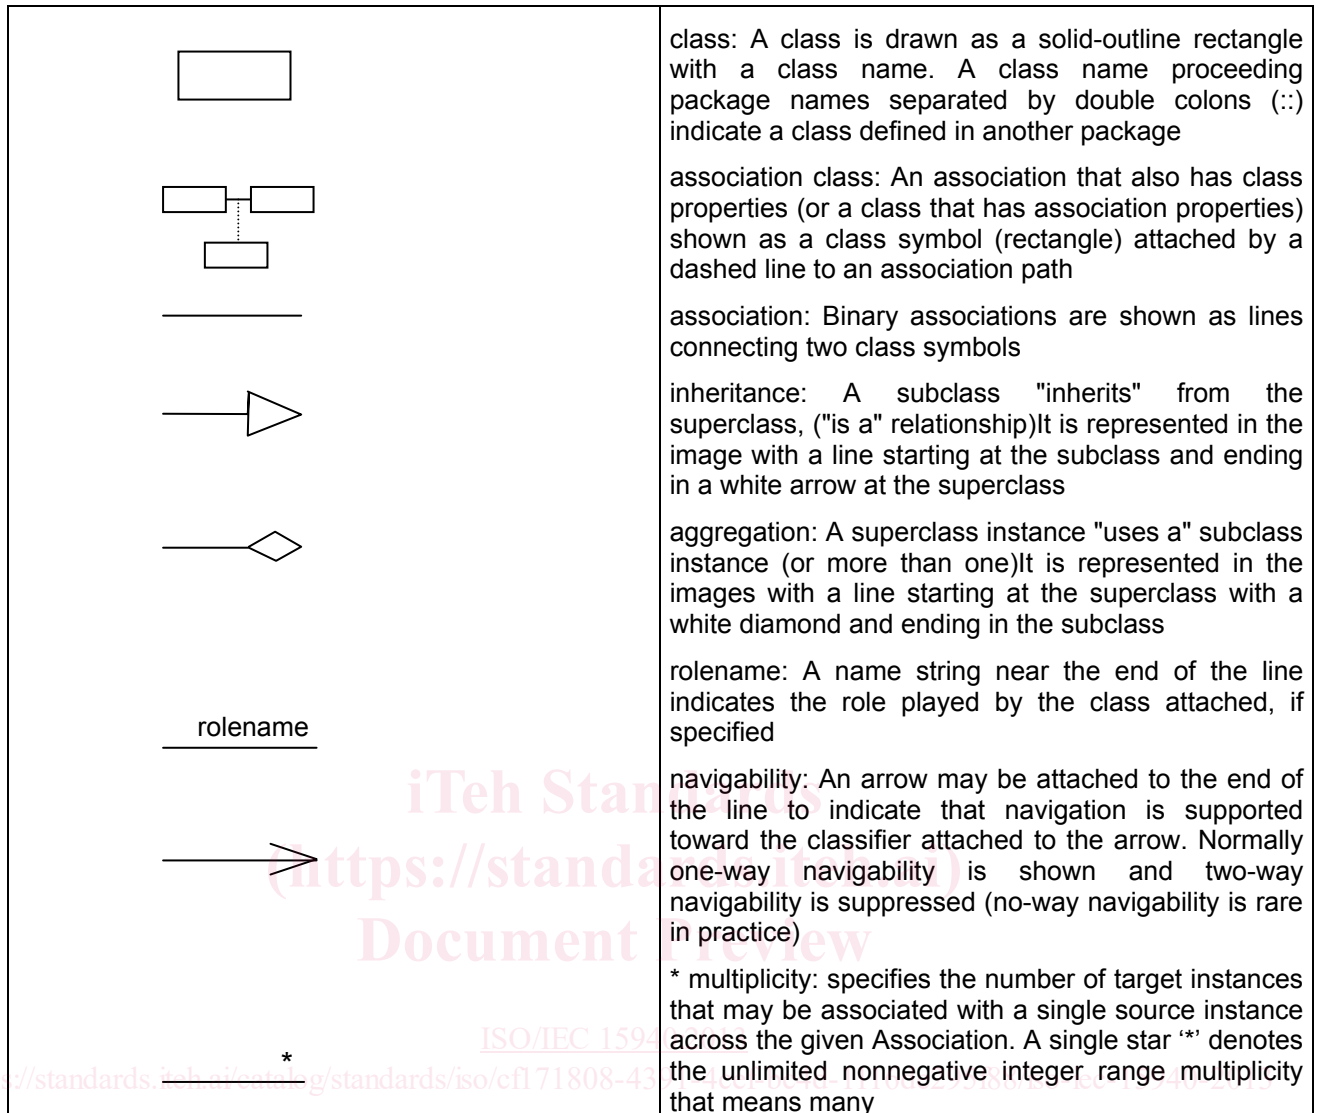 class: A class is drawn as a solid-outline rectangle
with a class name. A class name proceeding
package names separated by double colons (::)
indicate a class defined in another package
association class: An association that also has class
properties (or a class that has association properties)
shown as a class symbol (rectangle) attached by a
dashed line to an association path
association: Binary associations are shown as lines
connecting two class symbols
inheritance: A subclass "inherits" from the
superclass, ("is a" relationship)It is represented in the
image with a line starting at the subclass and ending
in a white arrow at the superclass
aggregation: A superclass instance "uses a" subclass
instance (or more than one)It is represented in the
images with a line starting at the superclass with a
white diamond and ending in the subclass
rolename
rolename: A name string near the end of the line
indicates the role played by the class attached, if
specified
navigability: An arrow may be attached to the end of
the line to indicate that navigation is supported
toward the classifier attached to the arrow. Normally
one-way navigability is shown and two-way
navigability is suppressed (no-way navigability is rare
in practice)
*
* multiplicity: specifies the number of target instances
that may be associated with a single source instance
across the given Association. A single star ‘*’ denotes
the unlimited nonnegative integer range multiplicity
that means many
iTeh Standards
(https://standards.iteh.ai)
Document Preview
ISO/IEC 15940:2013
s://standards.iteh.ai/catalog/standards/iso/cf171808-4391-